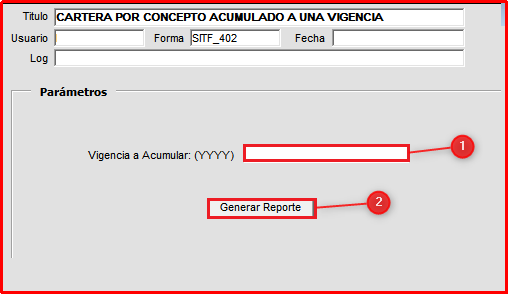 Titulo CARTERA POR CONCEPTO ACUMULADO A UNA VIGENCIA
Usuario Forma SITF_402 Fecha
Log
Parámetros
Vigencia a Acumular: (YYYY) 1
Generar Reporte 2